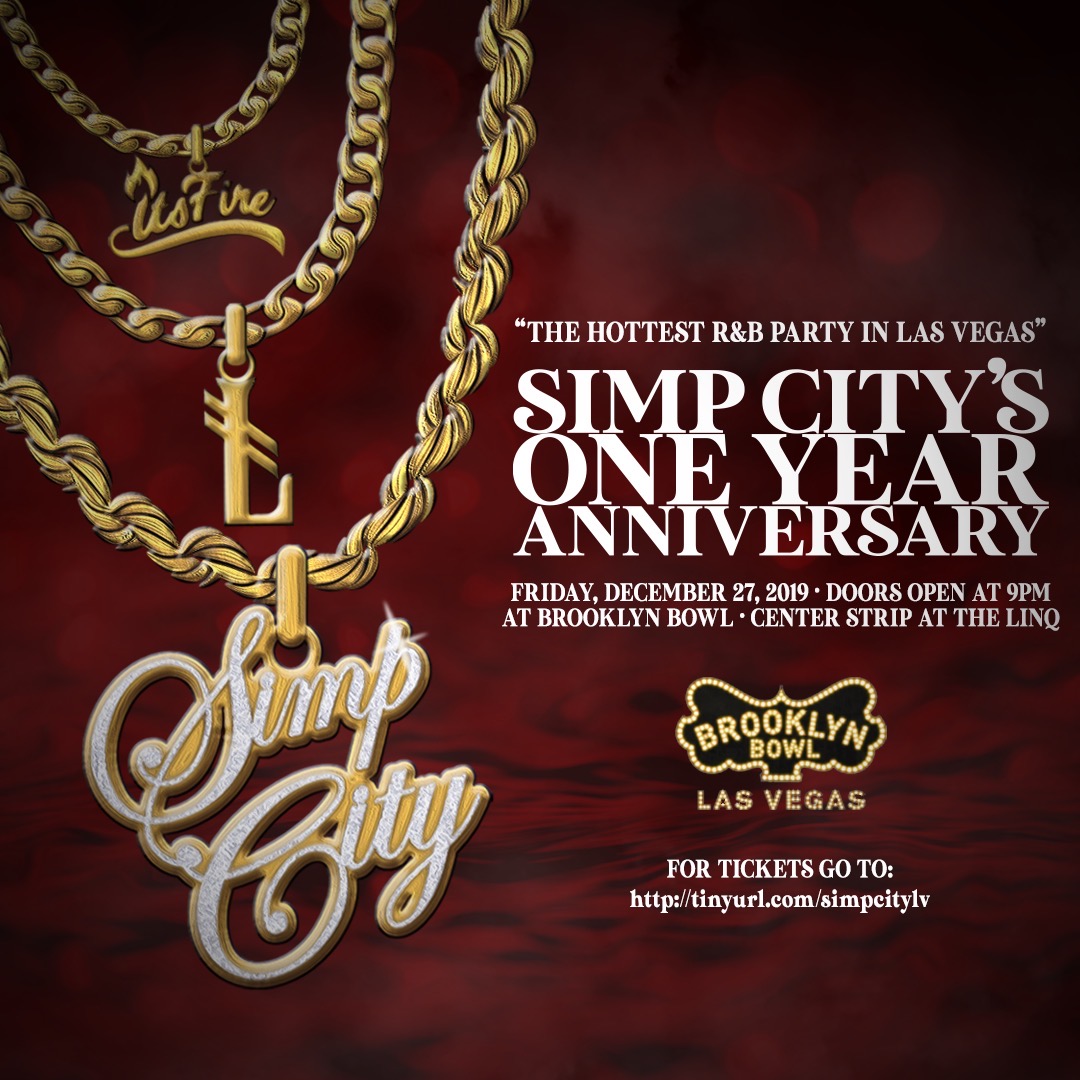 ItsFire
L
Simp
City
“THE HOTTEST R&B PARTY IN LAS VEGAS”
SIMP CITY’S
ONE YEAR
ANNIVERSARY
FRIDAY, DECEMBER 27, 2019 · DOORS OPEN AT 9PM
AT BROOKLYN BOWL · CENTER STRIP AT THE LINQ
BROOKLYN
BOWL
LAS VEGAS
FOR TICKETS GO TO:
http://tinyurl.com/simpcitylv